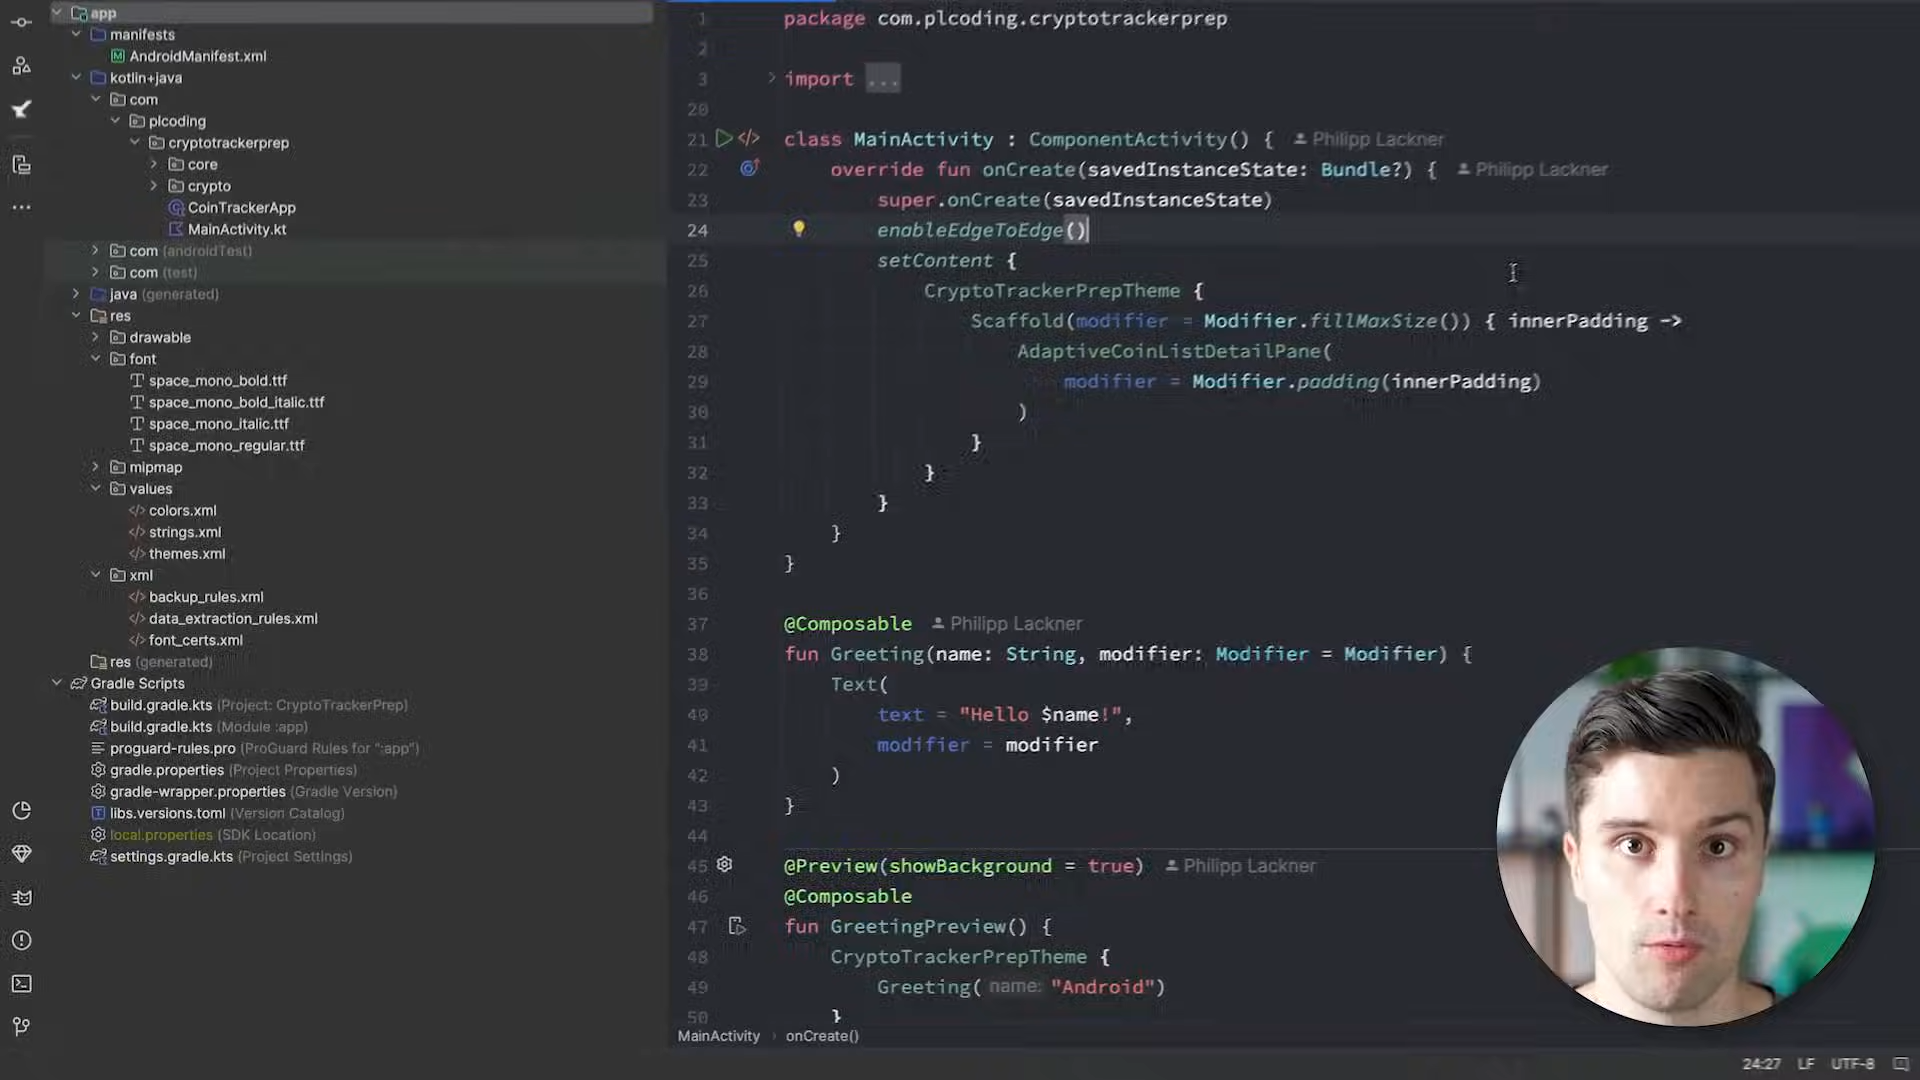 app
manifests
AndroidManifest.xml
kotlin+java
com
plcoding
cryptotrackerprep
core
crypto
CoinTrackerApp
MainActivity.kt
com (androidTest)
com (test)
java (generated)
res
drawable
font
space_mono_bold.ttf
space_mono_bold_italic.ttf
space_mono_italic.ttf
space_mono_regular.ttf
mipmap
values
colors.xml
strings.xml
themes.xml
xml
backup_rules.xml
data_extraction_rules.xml
font_certs.xml
res (generated)
Gradle Scripts
build.gradle.kts (Project: CryptoTrackerPrep)
build.gradle.kts (Module :app)
proguard-rules.pro (ProGuard Rules for ":app")
gradle.properties (Project Properties)
gradle-wrapper.properties (Gradle Version)
libs.versions.toml (Version Catalog)
local.properties (SDK Location)
settings.gradle.kts (Project Settings)
1 package com.plcoding.cryptotrackerprep
2
3 import ...
20
21 class MainActivity : ComponentActivity() { Philipp Lackner
22 override fun onCreate(savedInstanceState: Bundle?) { Philipp Lackner
23 super.onCreate(savedInstanceState)
24 enableEdgeToEdge()
25 setContent {
26 CryptoTrackerPrepTheme {
27 Scaffold(modifier = Modifier.fillMaxSize()) { innerPadding ->
28 AdaptiveCoinListDetailPane(
29 modifier = Modifier.padding(innerPadding)
30 )
31 }
32 }
33 }
34 }
35 }
36
37 @Composable Philipp Lackner
38 fun Greeting(name: String, modifier: Modifier = Modifier) {
39 Text(
40 text = "Hello $name!",
41 modifier = modifier
42 )
43 }
44
45 @Preview(showBackground = true) Philipp Lackner
46 @Composable
47 fun GreetingPreview() {
48 CryptoTrackerPrepTheme {
49 Greeting( name: "Android")
50 }
MainActivity > onCreate()
24:27 LF UTF-8